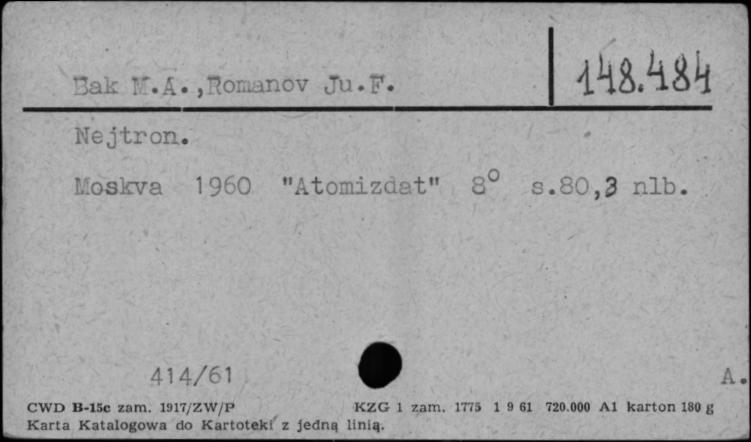 Bak M.A.,Romanov Ju.F.
148.484
Nejtron.
Moskva 1960 "Atomizdat" 8° s.80,3 nlb.
414/61
A.
CWD B-15c zam. 1917/ZW/P KZG 1 zam. 1775 1 9 61 720.000 A1 karton 180 g
Karta Katalogowa do Kartoteki z jedną linią.